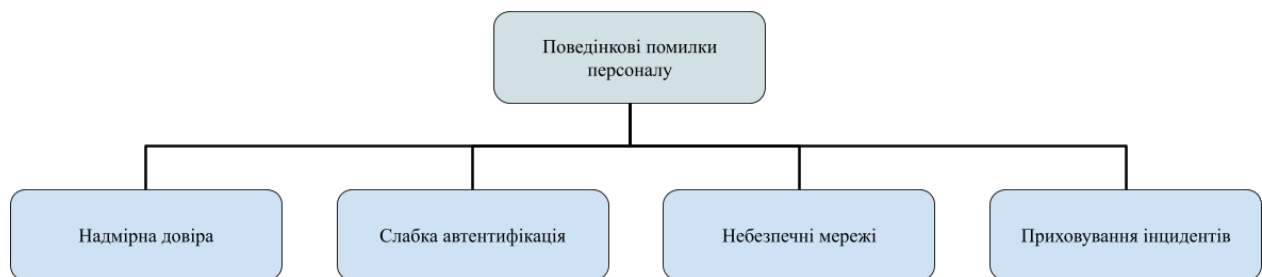 Поведінкові помилки
персоналу
Надмірна довіра
Слабка автентифікація
Небезпечні мережі
Приховування інцидентів